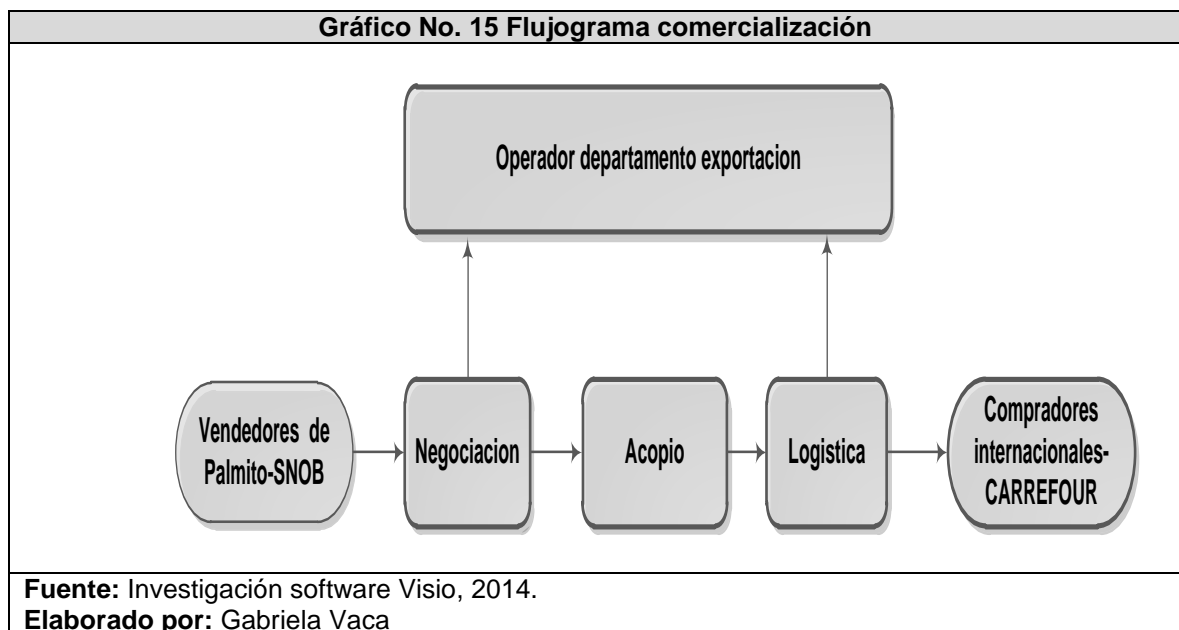 Gráfico No. 15 Flujograma comercialización
Operador departamento exportacion
Vendedores de
Palmito-SNOB
Negociacion
Acopio
Logistica
Compradores
internacionales-
CARREFOUR
Fuente: Investigación software Visio, 2014.
Elaborado por: Gabriela Vaca